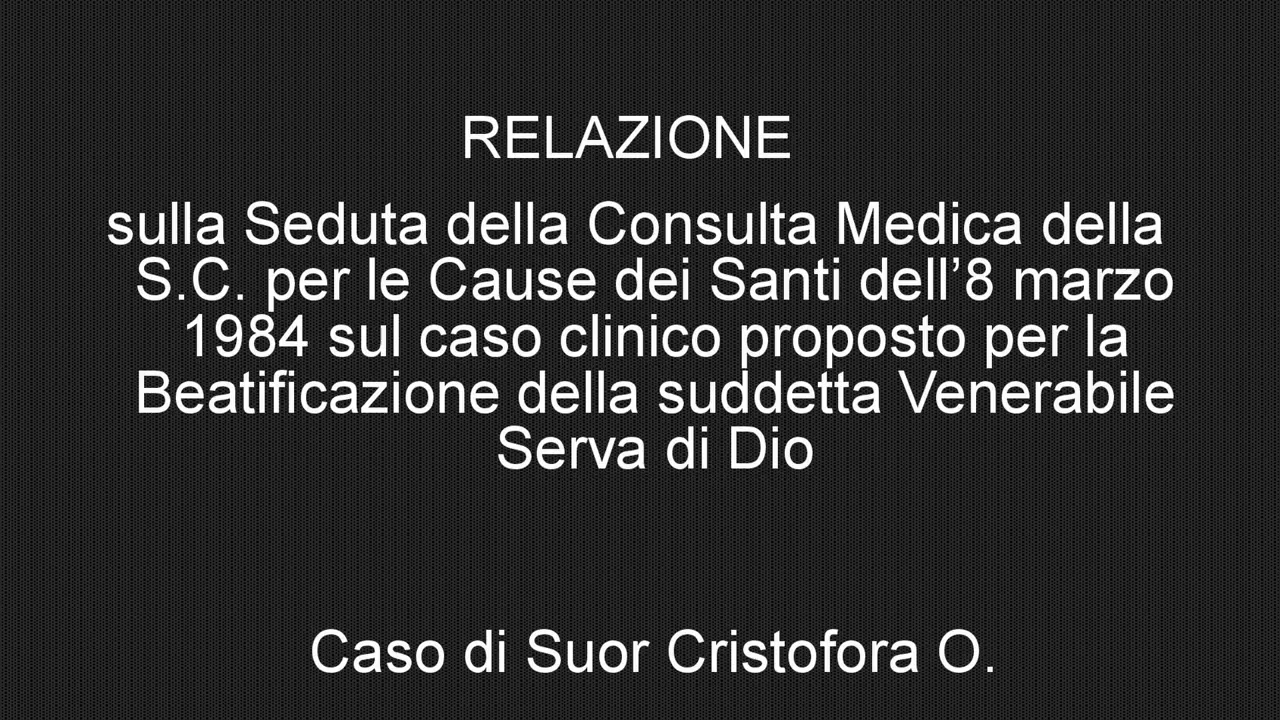 RELAZIONE
sulla Seduta della Consulta Medica della
S.C. per le Cause dei Santi dell’8 marzo
1984 sul caso clinico proposto per la
Beatificazione della suddetta Venerabile
Serva di Dio
Caso di Suor Cristofora O.